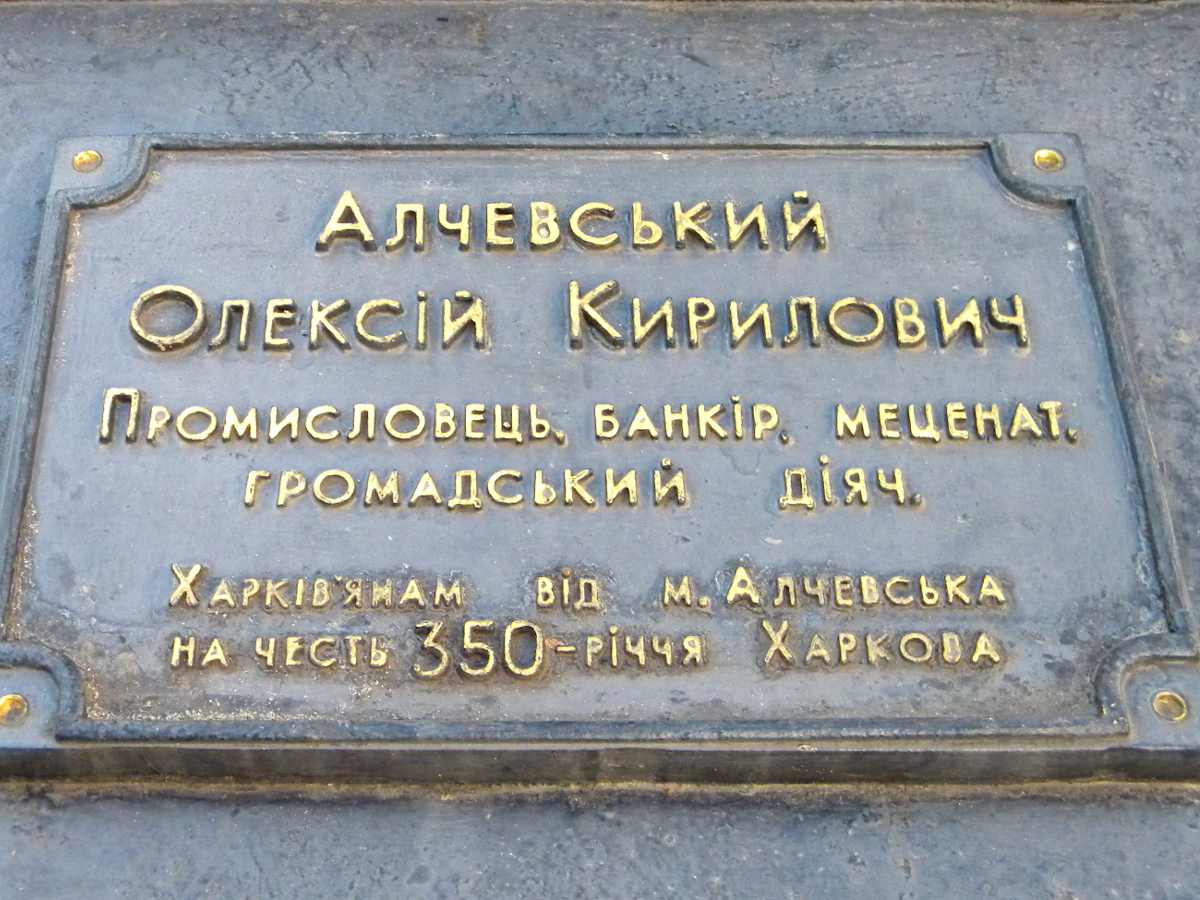 Алчевський
Олексій Кирилович
Промисловець, банкір, меценат,
громадський діяч.
Харків'янам від м. Алчевська
на честь 350-річчя Харкова